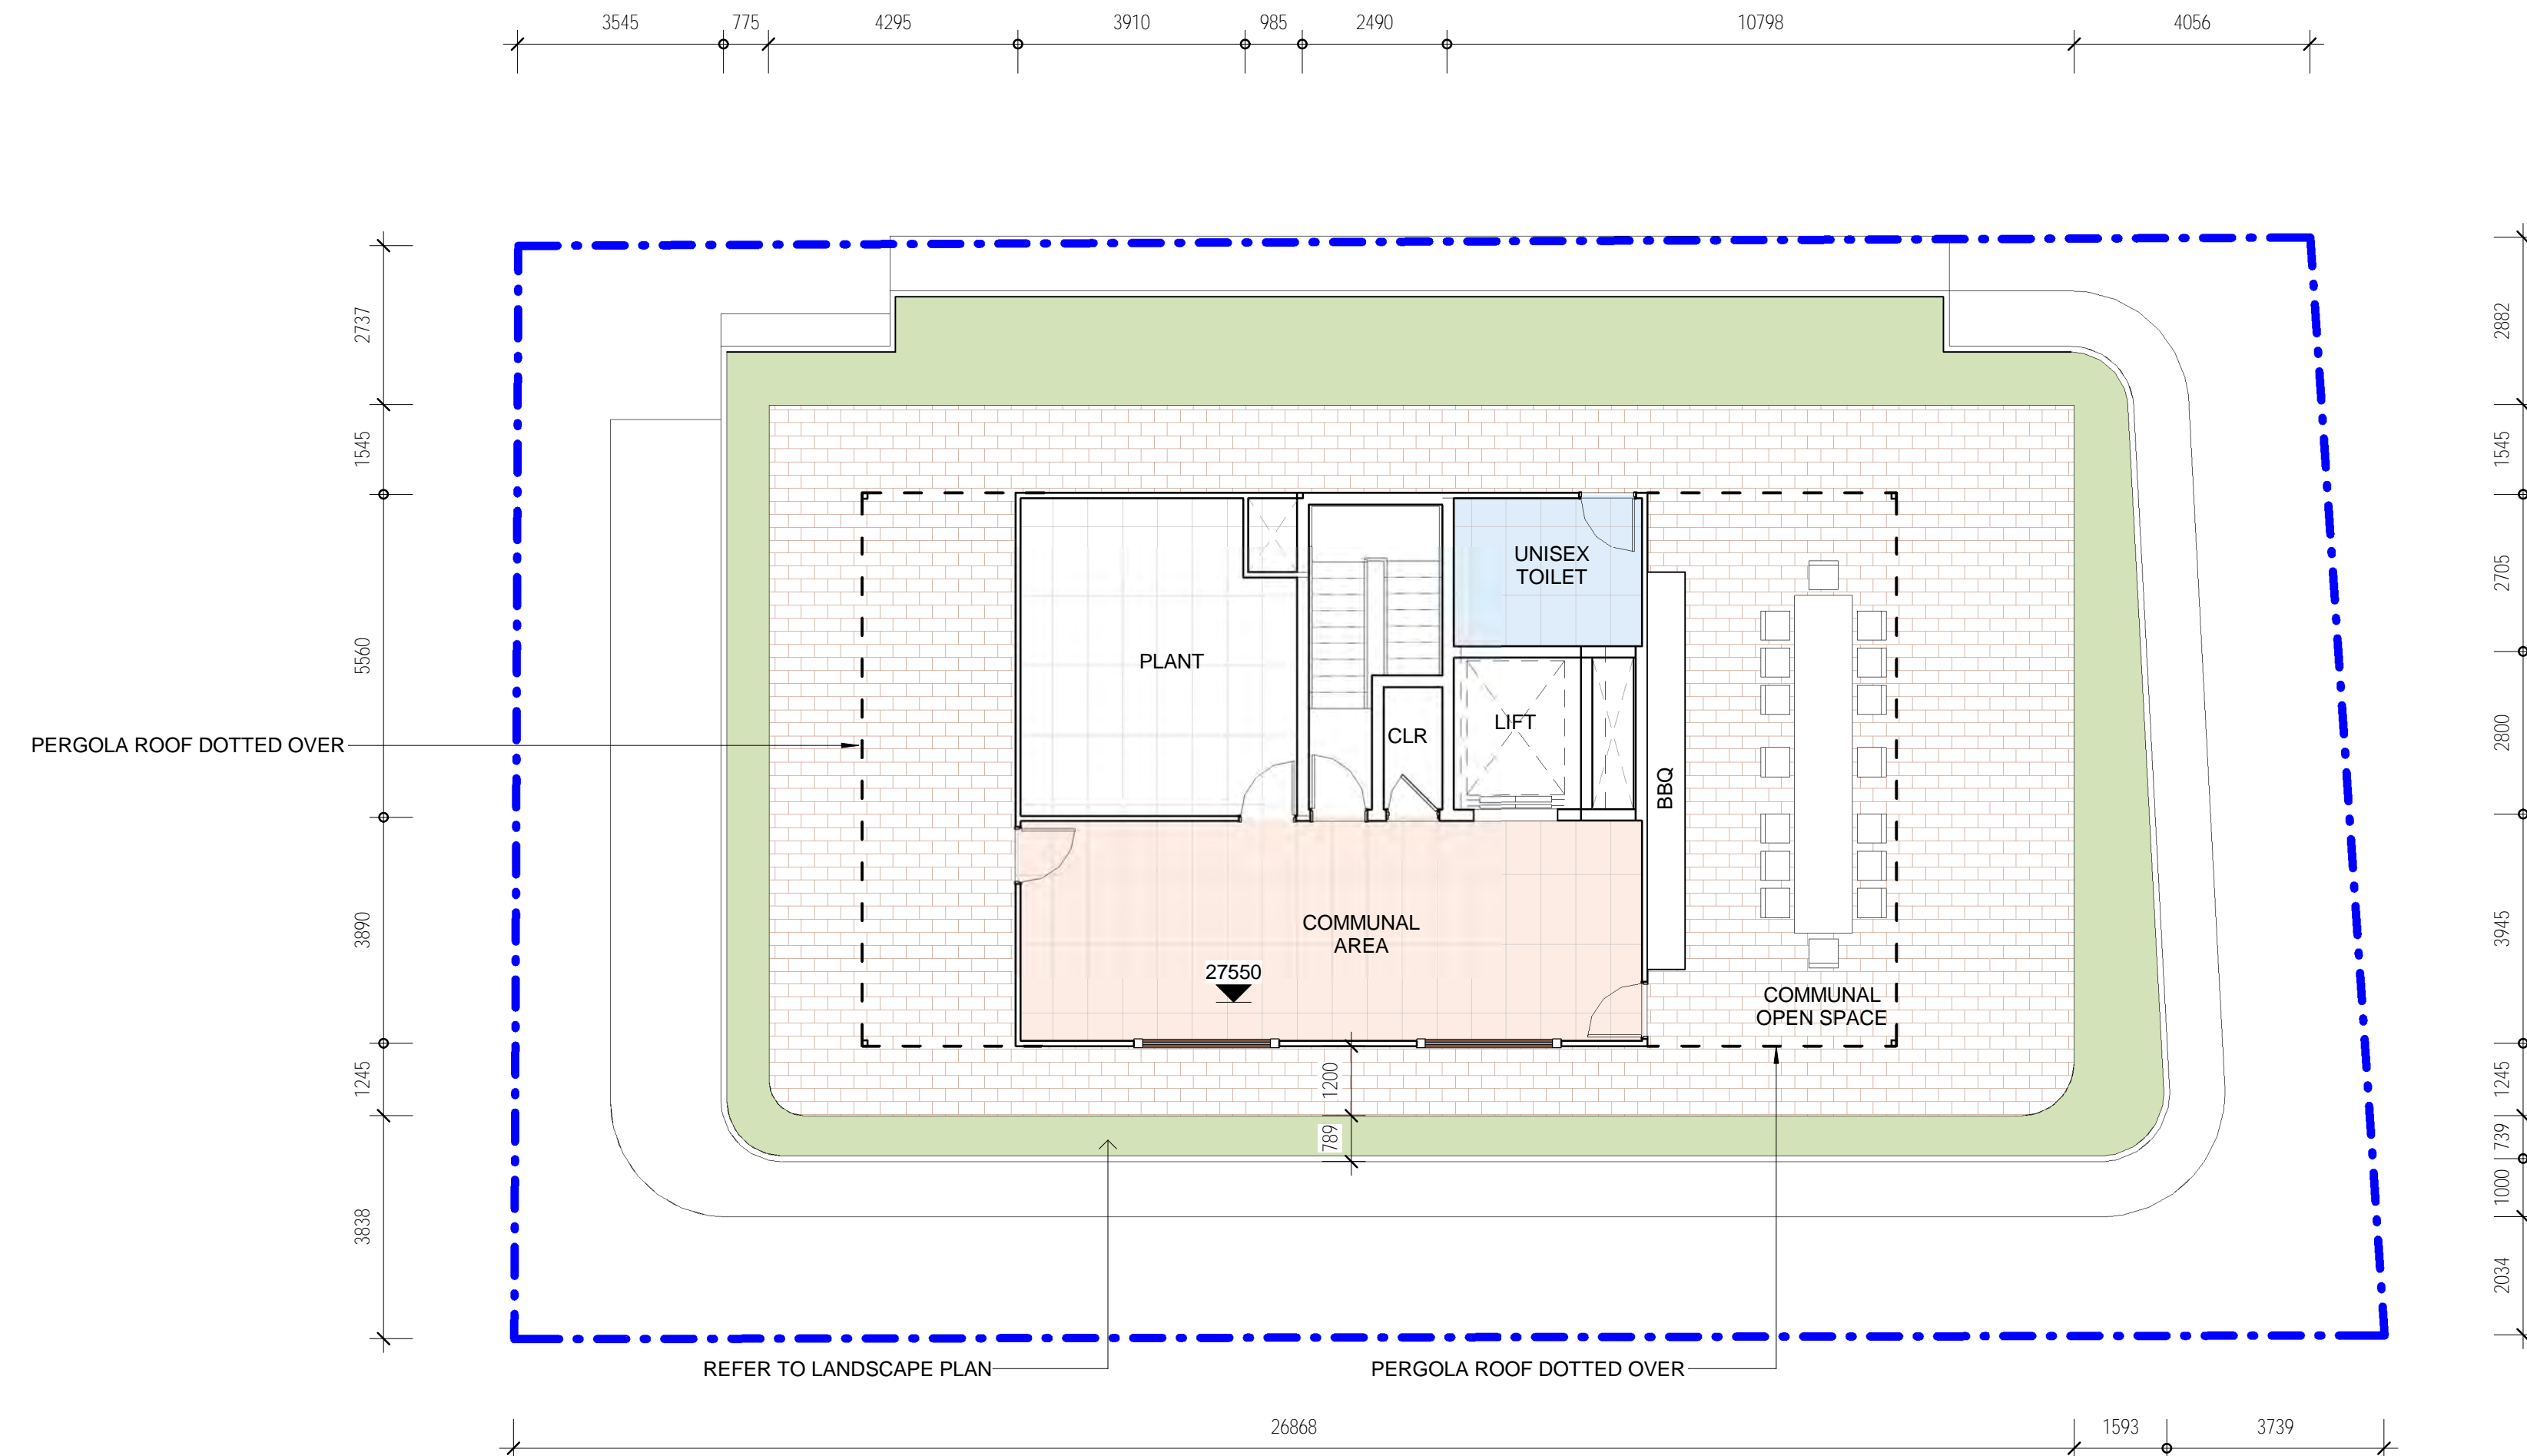 3545 775 4295 3910 985 2490 10798 4056
2737
1545
5560
3890
1245
3838
2882
1545
2705
2800
3945
1245
739
1000
2034
UNISEX
TOILET
PLANT
LIFT
CLR
BBQ
PERGOLA ROOF DOTTED OVER
COMMUNAL
AREA
27550
COMMUNAL
OPEN SPACE
1200
789
REFER TO LANDSCAPE PLAN
PERGOLA ROOF DOTTED OVER
26868 1593 3739